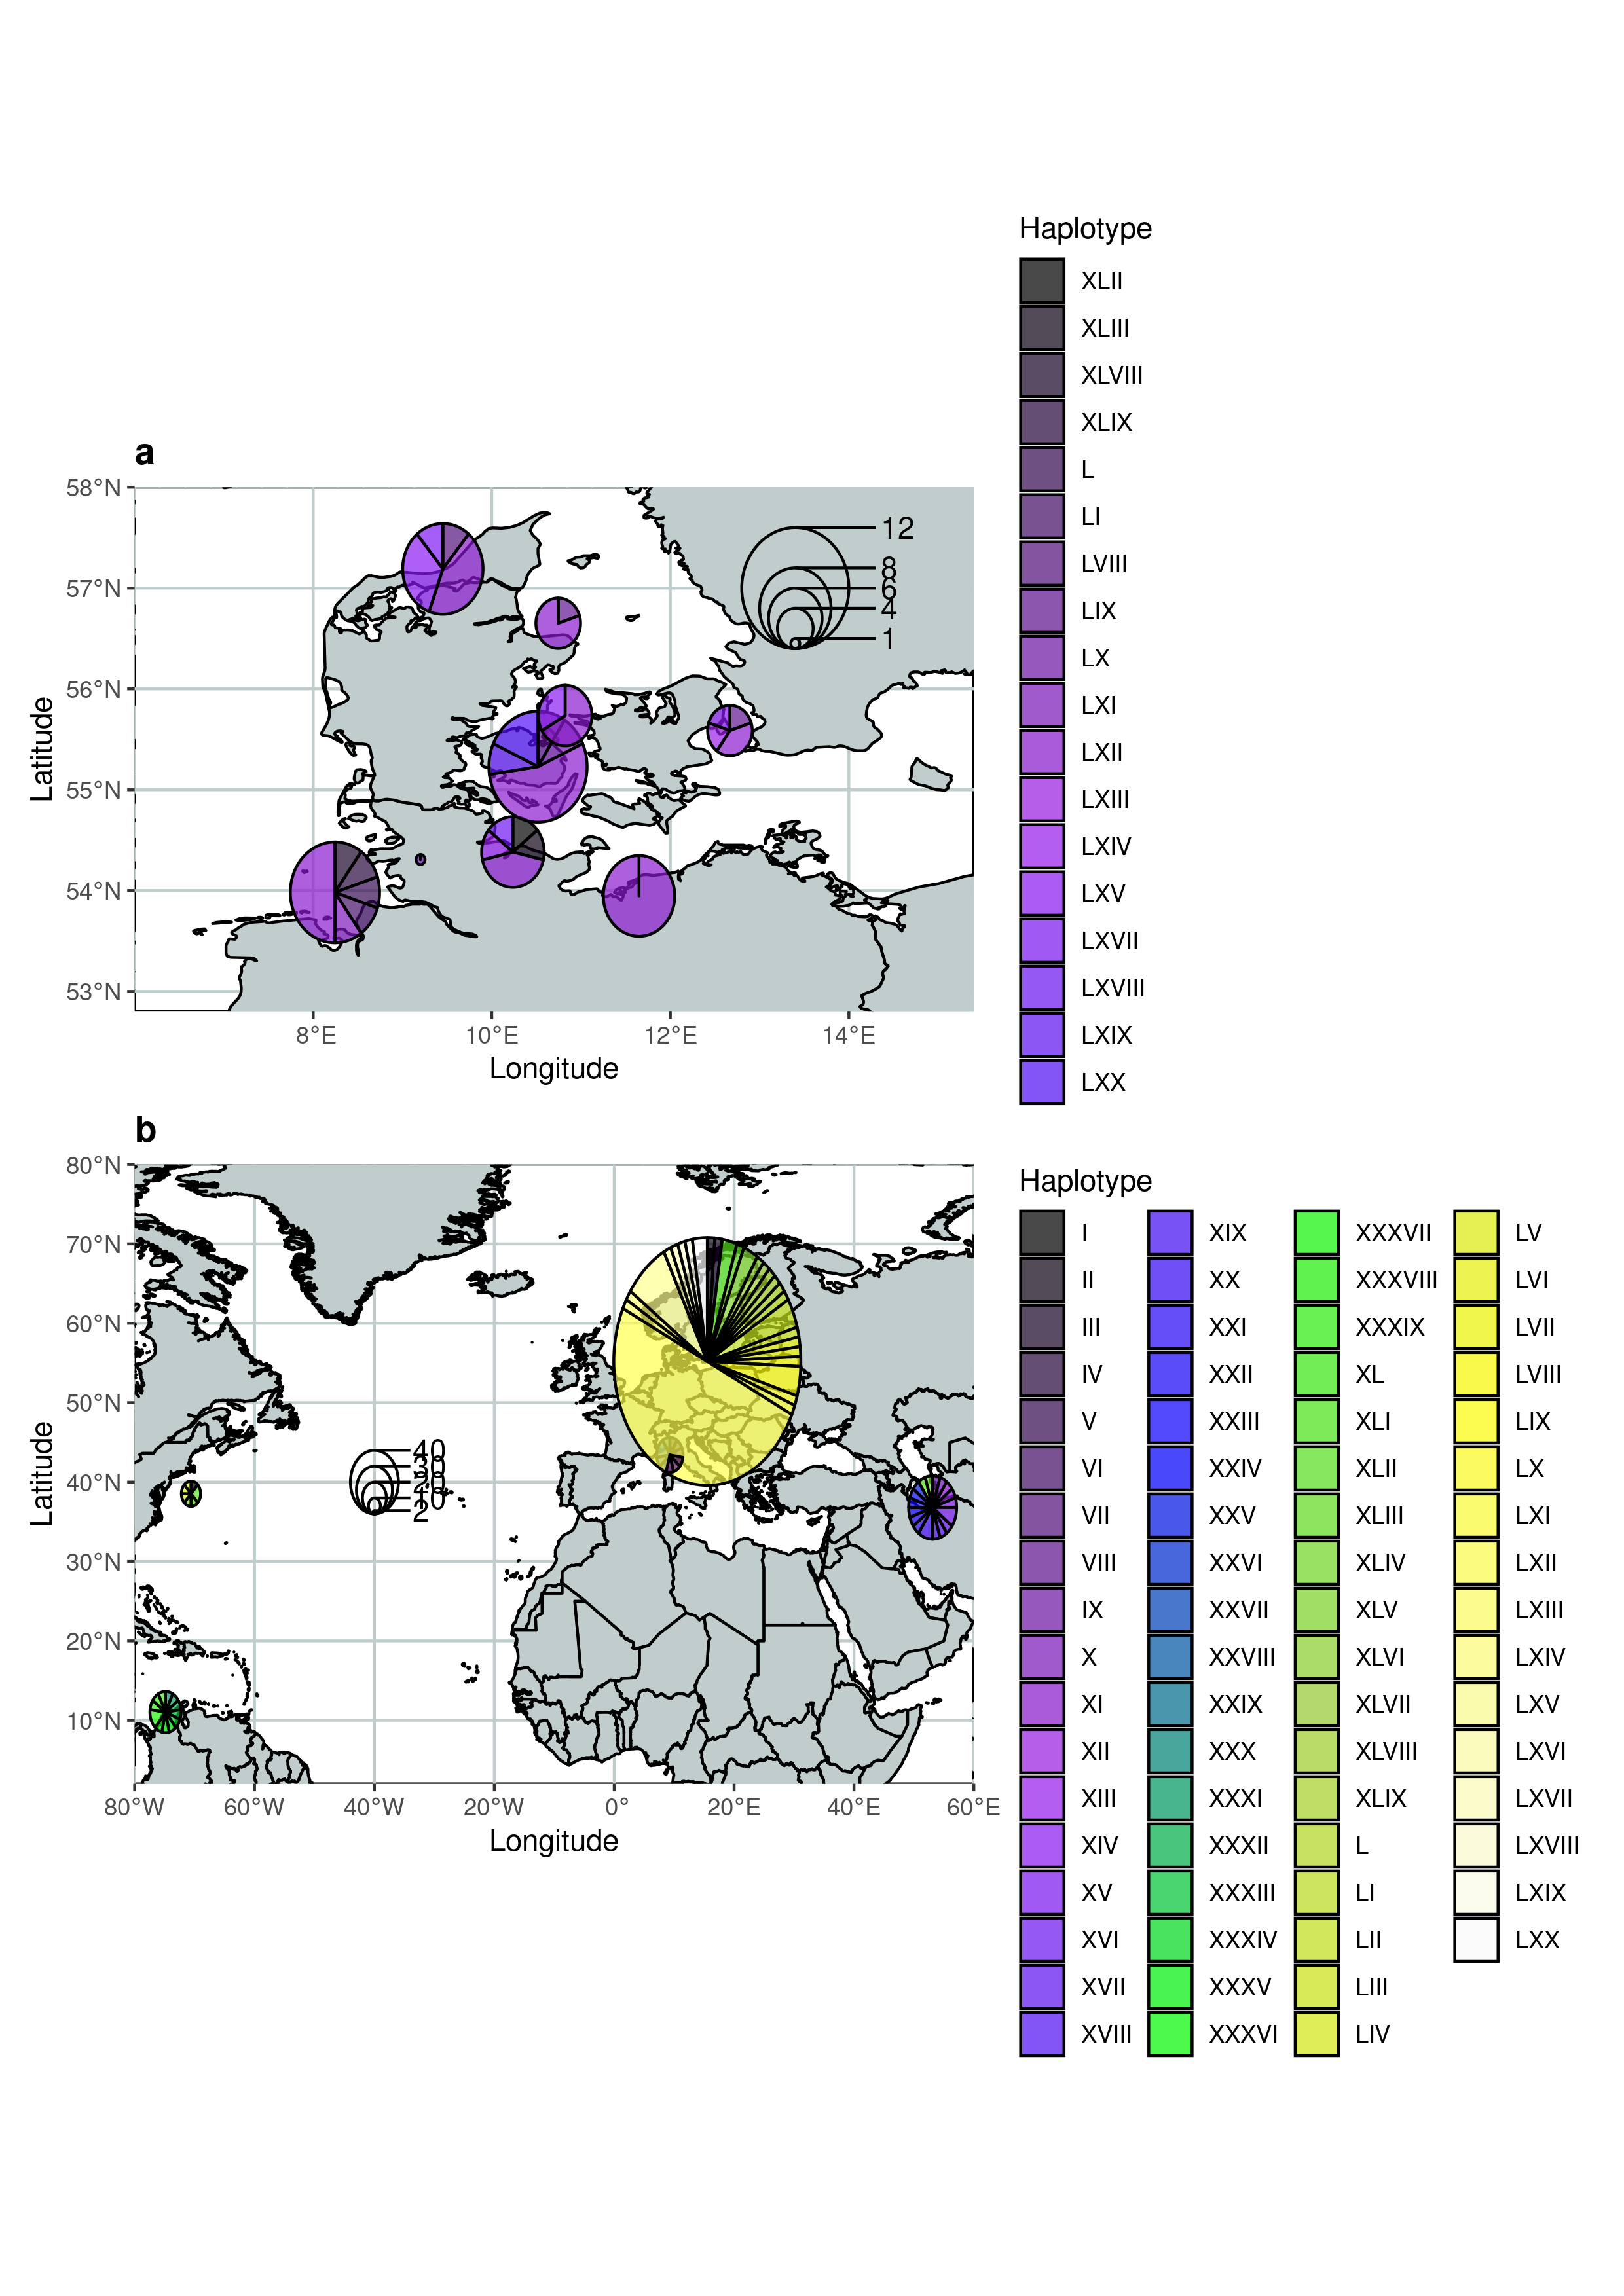 Haplotype
XLII
XLIII
XLVIII
XLIX
L
LI
LVIII
LIX
LX
LXI
LXII
LXIII
LXIV
LXV
LXVII
LXVIII
LXIX
LXX
a
58°N
57°N
56°N
55°N
54°N
53°N
Latitude
12
8
6
4
1
8°E 10°E 12°E 14°E
Longitude
b
80°N
70°N
60°N
50°N
40°N
30°N
20°N
10°N
Latitude
40
30
20
10
2
80°W 60°W 40°W 20°W 0° 20°E 40°E 60°E
Longitude
Haplotype
I XIX XXXVII LV
II XX XXXVIII LVI
III XXI XXXIX LVII
IV XXII XL LVIII
V XXIII XLI LIX
VI XXIV XLII LX
VII XXV XLIII LXI
VIII XXVI XLIV LXII
IX XXVII XLV LXIII
X XXVIII XLVI LXIV
XI XXIX XLVII LXV
XII XXX XLVIII LXVI
XIII XXXI XLIX LXVII
XIV XXXII L LXVIII
XV XXXIII LI LXIX
XVI XXXIV LII LXX
XVII XXXV LIII
XVIII XXXVI LIV